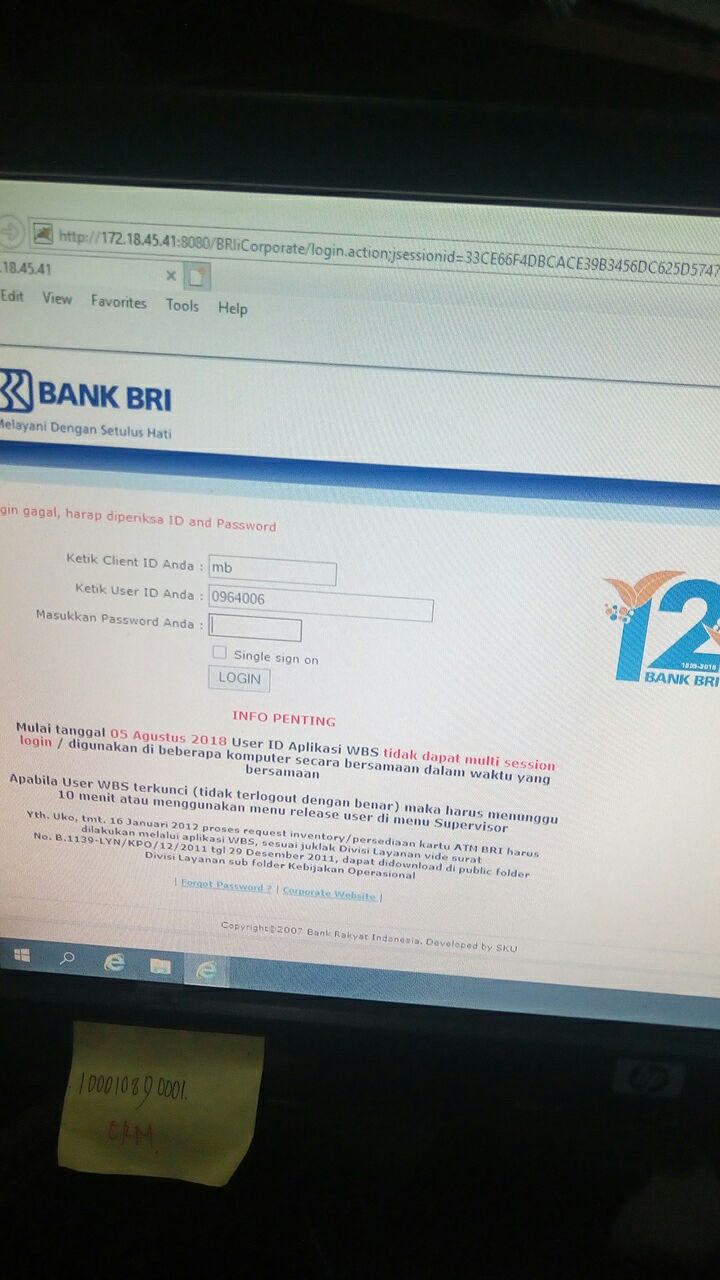 http://172.18.45.41:8080/BRIiCorporate/login.action;jsessionid=33CE66F4DBCACE39B3456DC625D5747
.18.45.41
Edit View Favorites Tools Help
BANK BRI
Melayani Dengan Setulus Hati
gin gagal, harap diperiksa ID and Password
Ketik Client ID Anda : mb
Ketik User ID Anda : 0964006
Masukkan Password Anda :
Single sign on
LOGIN
12
1895-2018
BANK BRI
INFO PENTING
Mulai tanggal 05 Agustus 2018 User ID Aplikasi WBS tidak dapat multi session
login / digunakan di beberapa komputer secara bersamaan dalam waktu yang
bersamaan
Apabila User WBS terkunci (tidak terlogout dengan benar) maka harus menunggu
10 menit atau menggunakan menu release user di menu Supervisor
Yth. Uko, tmt. 16 Januari 2012 proses request inventory/persediaan kartu ATM BRI harus
dilakukan melalui aplikasi WBS, sesuai juklak Divisi Layanan vide surat
No. B.1139-LYN/KPO/12/2011 tgl 29 Desember 2011, dapat didownload di public folder
Divisi Layanan sub folder Kebijakan Operasional
| Forgot Password ? | Corporate Website |
Copyright©2007 Bank Rakyat Indonesia. Developed by SKU
hp
100010890001.